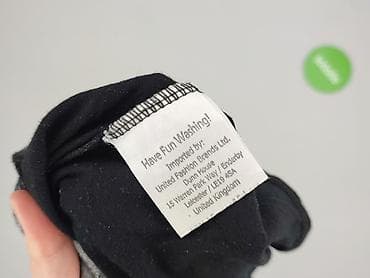 Have Fun Washing!
Imported by:
United Fashion Brands Ltd.
Dunn House
15 Warren Park Way / Enderby
Leicester / LE19 4SA
United Kingdom